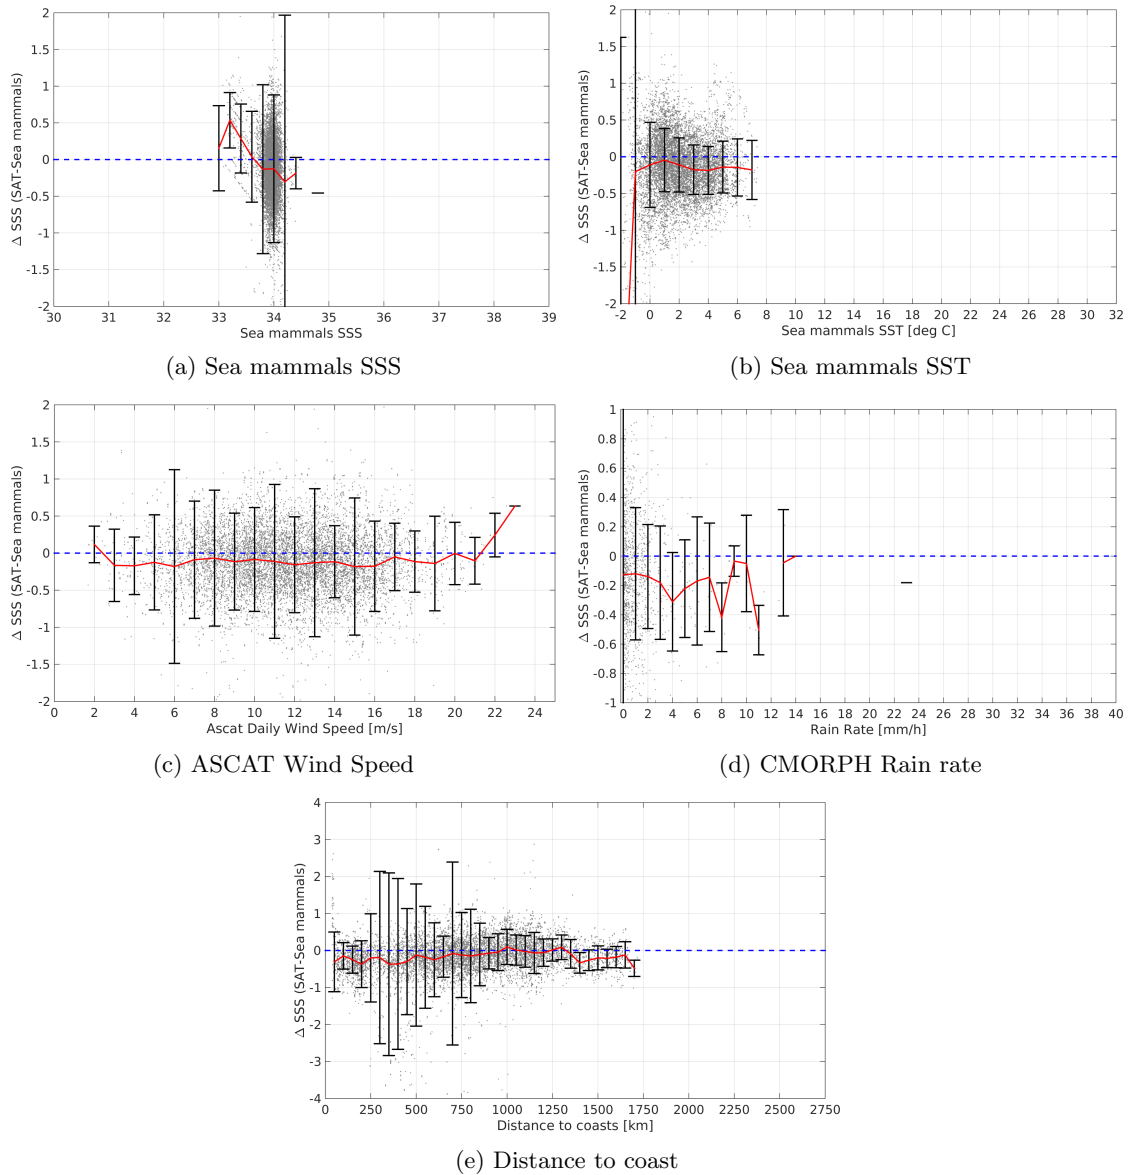 2
1.5
1
0.5
0
-0.5
-1
-1.5
-2
Δ SSS (SAT-Sea mammals)
30 31 32 33 34 35 36 37 38 39
Sea mammals SSS
(a) Sea mammals SSS
2
1.5
1
0.5
0
-0.5
-1
-1.5
-2
Δ SSS (SAT-Sea mammals)
-2 0 2 4 6 8 10 12 14 16 18 20 22 24 26 28 30 32
Sea mammals SST [deg C]
(b) Sea mammals SST
2
1.5
1
0.5
0
-0.5
-1
-1.5
-2
Δ SSS (SAT-Sea mammals)
0 2 4 6 8 10 12 14 16 18 20 22 24
Ascat Daily Wind Speed [m/s]
(c) ASCAT Wind Speed
1
0.8
0.6
0.4
0.2
0
-0.2
-0.4
-0.6
-0.8
-1
Δ SSS (SAT-Sea mammals)
0 2 4 6 8 10 12 14 16 18 20 22 24 26 28 30 32 34 36 38 40
Rain Rate [mm/h]
(d) CMORPH Rain rate
4
3
2
1
0
-1
-2
-3
-4
Δ SSS (SAT-Sea mammals)
0 250 500 750 1000 1250 1500 1750 2000 2250 2500 2750
Distance to coasts [km]
(e) Distance to coast